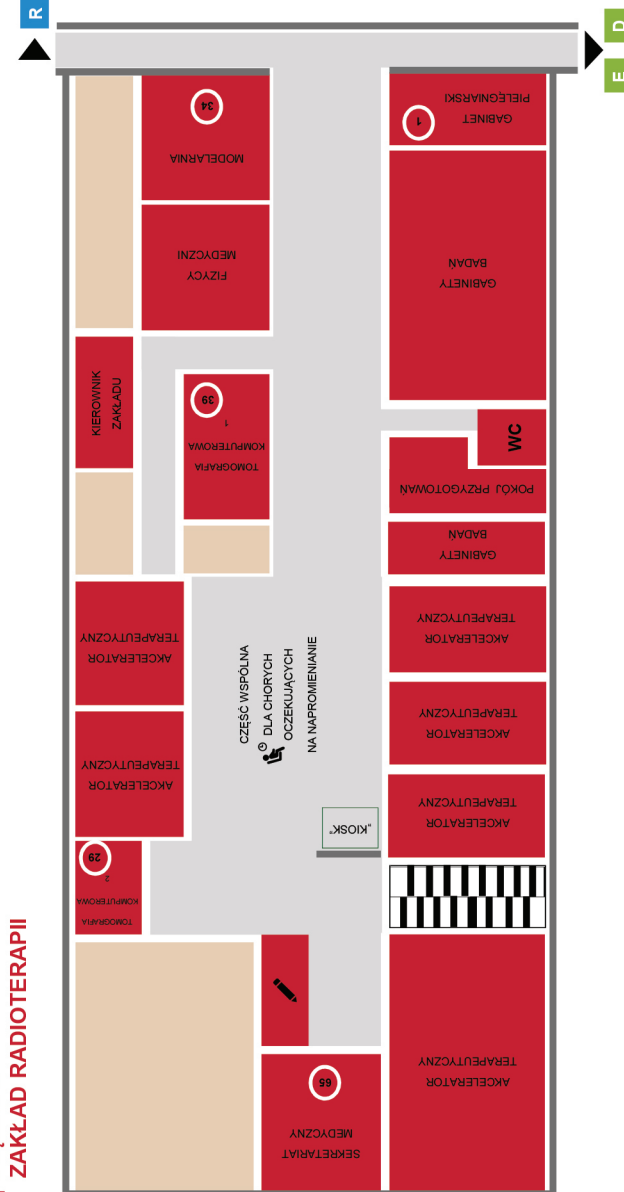 ZAKŁAD RADIOTERAPII
R
D
E
34
MODELARNIA
FIZYCY
MEDYCZNI
KIEROWNIK
ZAKŁADU
39
TOMOGRAFIA
KOMPUTEROWA
1
AKCELERATOR
TERAPEUTYCZNY
AKCELERATOR
TERAPEUTYCZNY
29
TOMOGRAFIA
KOMPUTEROWA
2
CZĘŚĆ WSPÓLNA
DLA CHORYCH
OCZEKUJĄCYCH
NA NAPROMIENIANIE
„KIOSK"
65
SEKRETARIAT
MEDYCZNY
GABINET
PIELĘGNIARSKI
1
GABINETY
BADAŃ
WC
POKÓJ PRZYGOTOWAŃ
GABINETY
BADAŃ
AKCELERATOR
TERAPEUTYCZNY
AKCELERATOR
TERAPEUTYCZNY
AKCELERATOR
TERAPEUTYCZNY
AKCELERATOR
TERAPEUTYCZNY